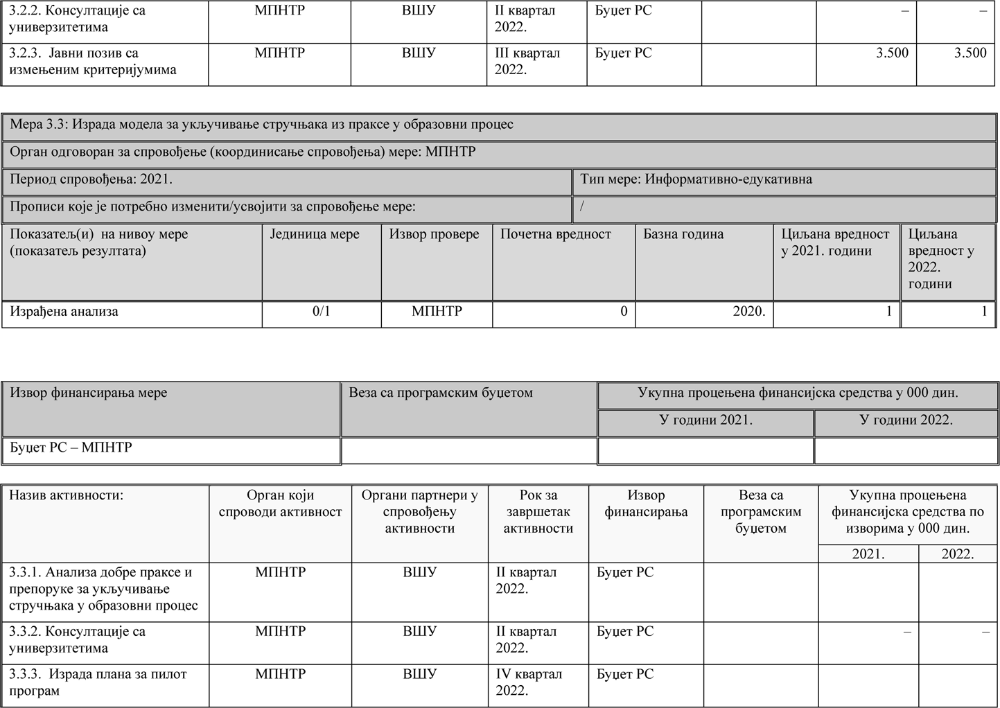 3.2.2. Консултације са универзитетима МПНТР ВШУ II квартал 2022. Буџет РС – –
3.2.3. Јавни позив са измењеним критеријумима МПНТР ВШУ III квартал 2022. Буџет РС 3.500 3.500
Мера 3.3: Израда модела за укључивање стручњака из праксе у образовни процес
Орган одговоран за спровођење (координисање спровођења) мере: МПНТР
Период спровођења: 2021. Тип мере: Информативно-едукативна
Прописи које је потребно изменити/усвојити за спровођење мере: /
Показатељ(и) на нивоу мере (показатељ резултата) Јединица мере Извор провере Почетна вредност Базна година Циљана вредност у 2021. години Циљана вредност у 2022. години
Израђена анализа 0/1 МПНТР 0 2020. 1 1
Извор финансирања мере Веза са програмским буџетом Укупна процењена финансијска средства у 000 дин.
У години 2021. У години 2022.
Буџет РС – МПНТР
Назив активности: Орган који спроводи активност Органи партнери у спровођењу активности Рок за завршетак активности Извор финансирања Веза са програмским буџетом Укупна процењена финансијска средства по изворима у 000 дин.
2021. 2022.
3.3.1. Анализа добре праксе и препоруке за укључивање стручњака у образовни процес МПНТР ВШУ II квартал 2022. Буџет РС
3.3.2. Консултације са универзитетима МПНТР ВШУ II квартал 2022. Буџет РС – –
3.3.3. Израда плана за пилот програм МПНТР ВШУ IV квартал 2022. Буџет РС